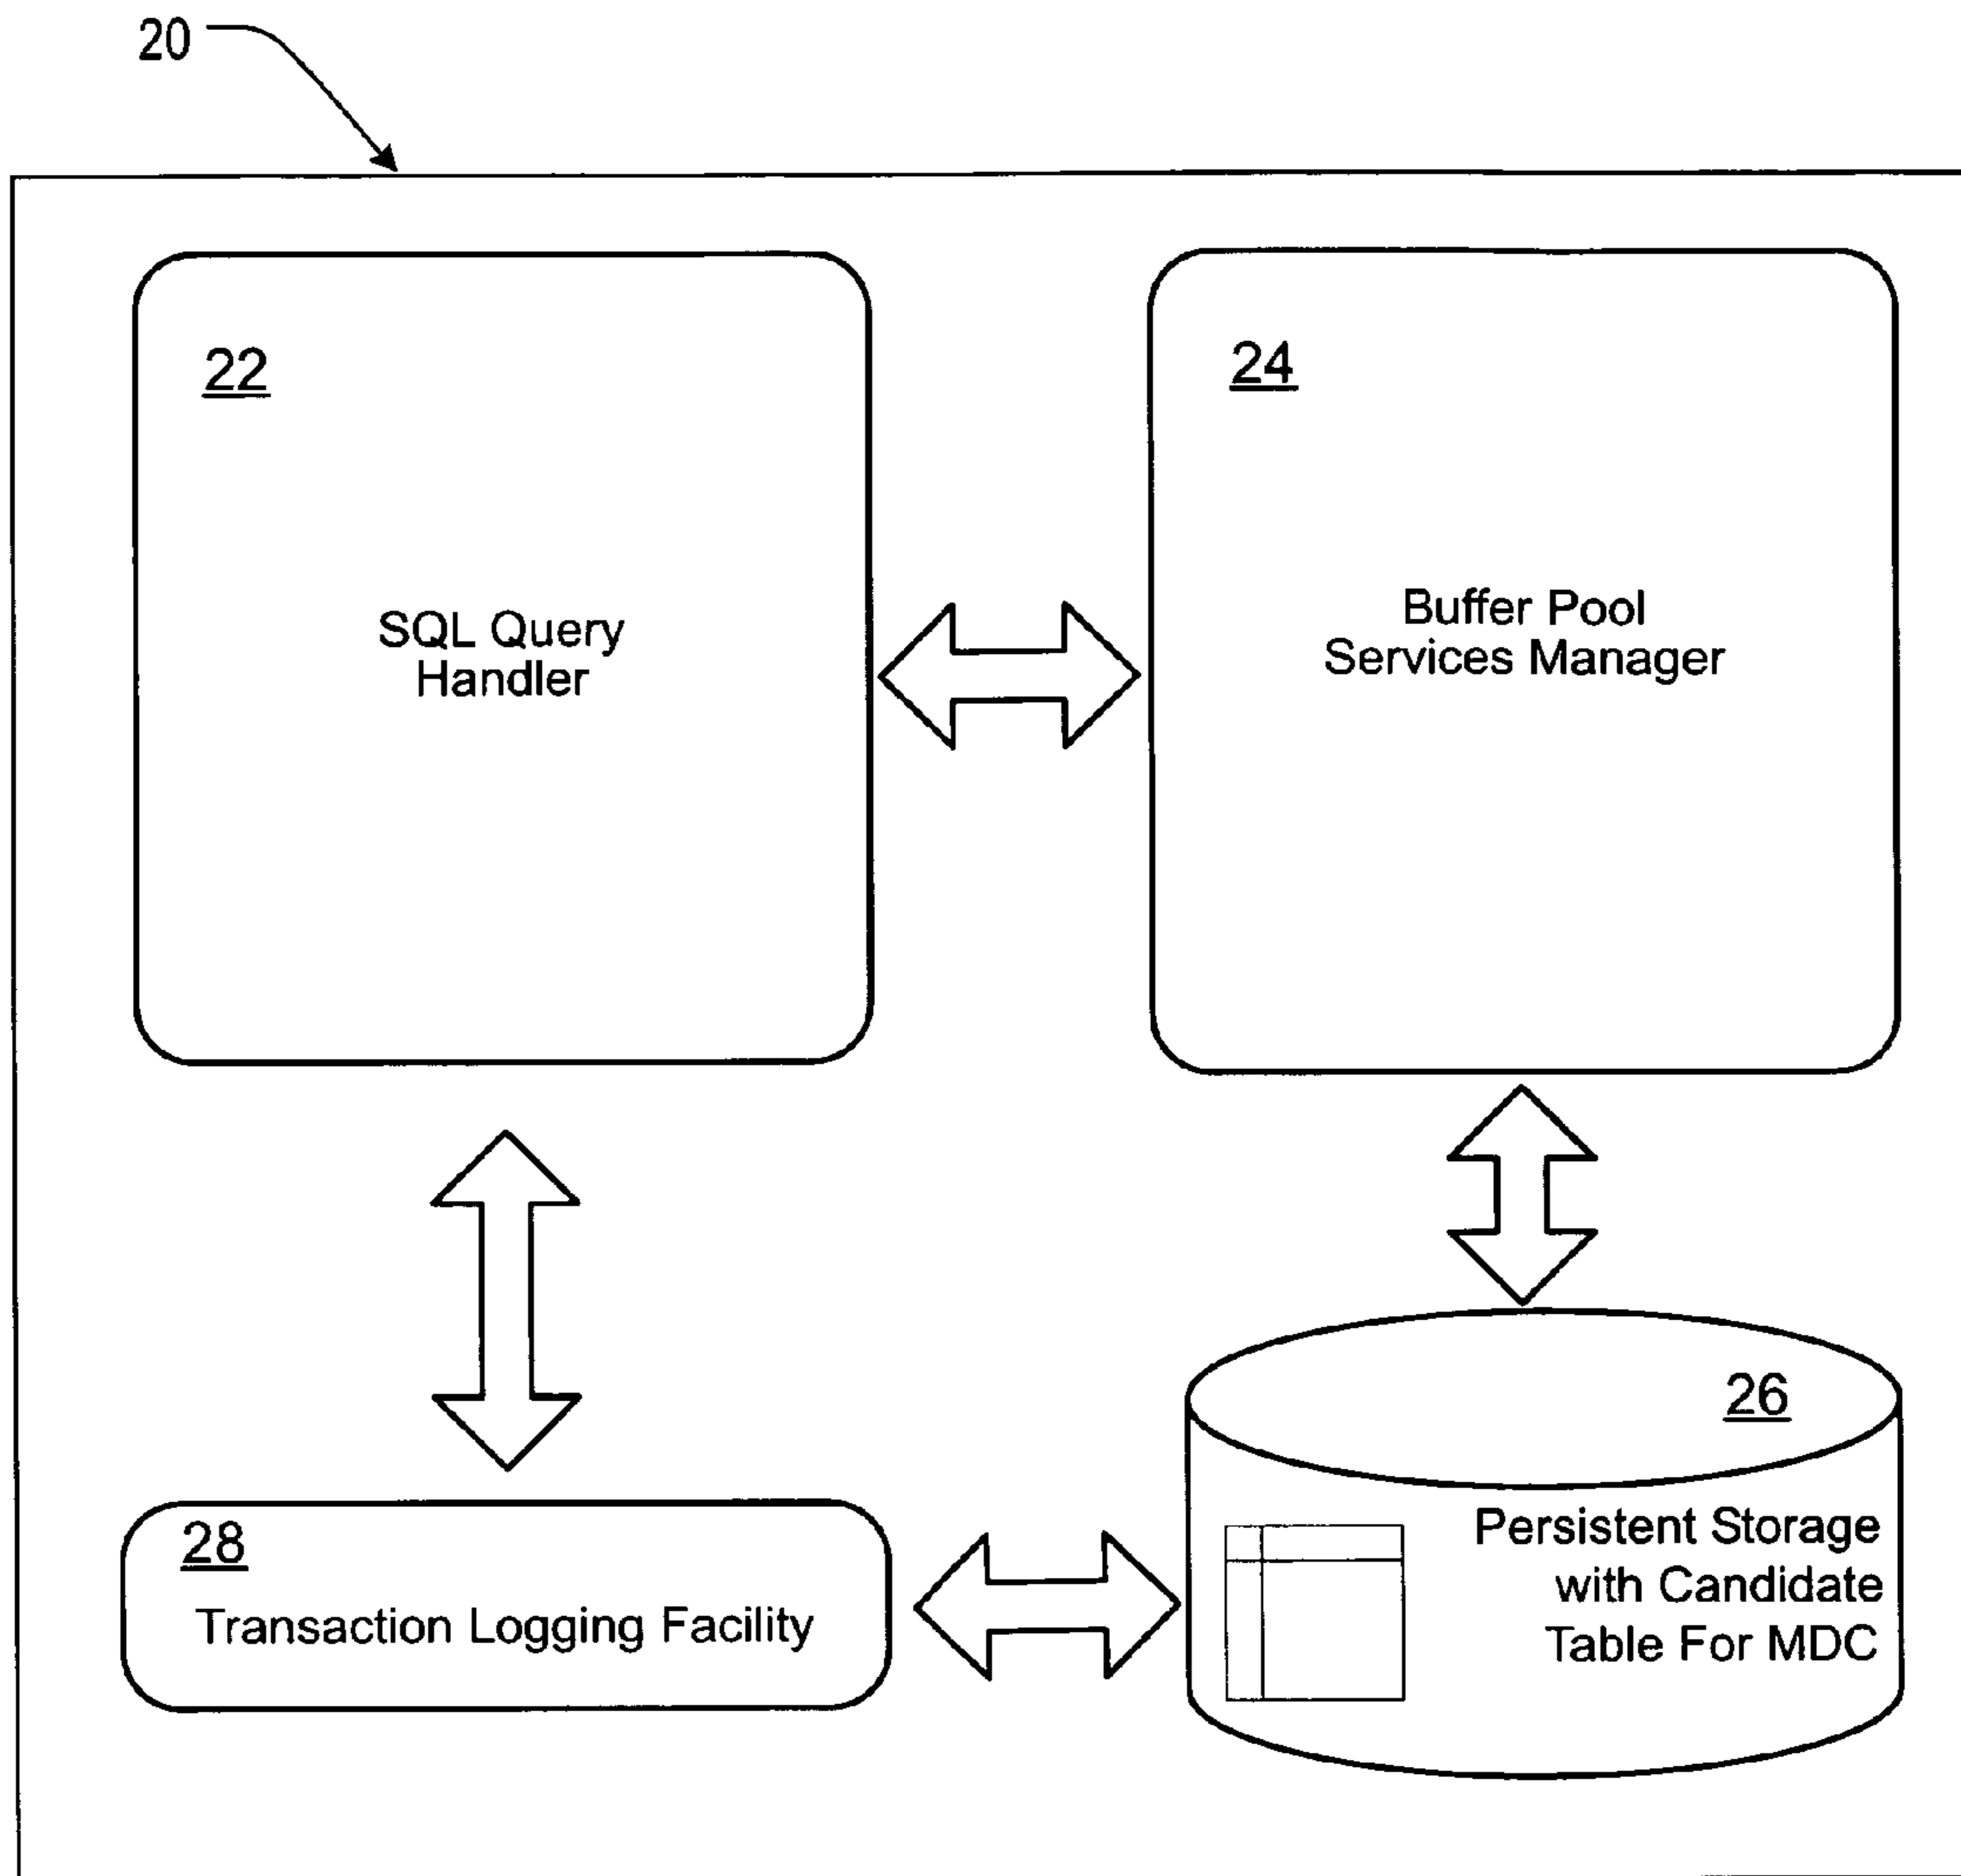 20
22
SQL Query
Handler
24
Buffer Pool
Services Manager
26
Persistent Storage
with Candidate
Table For MDC
28
Transaction Logging Facility